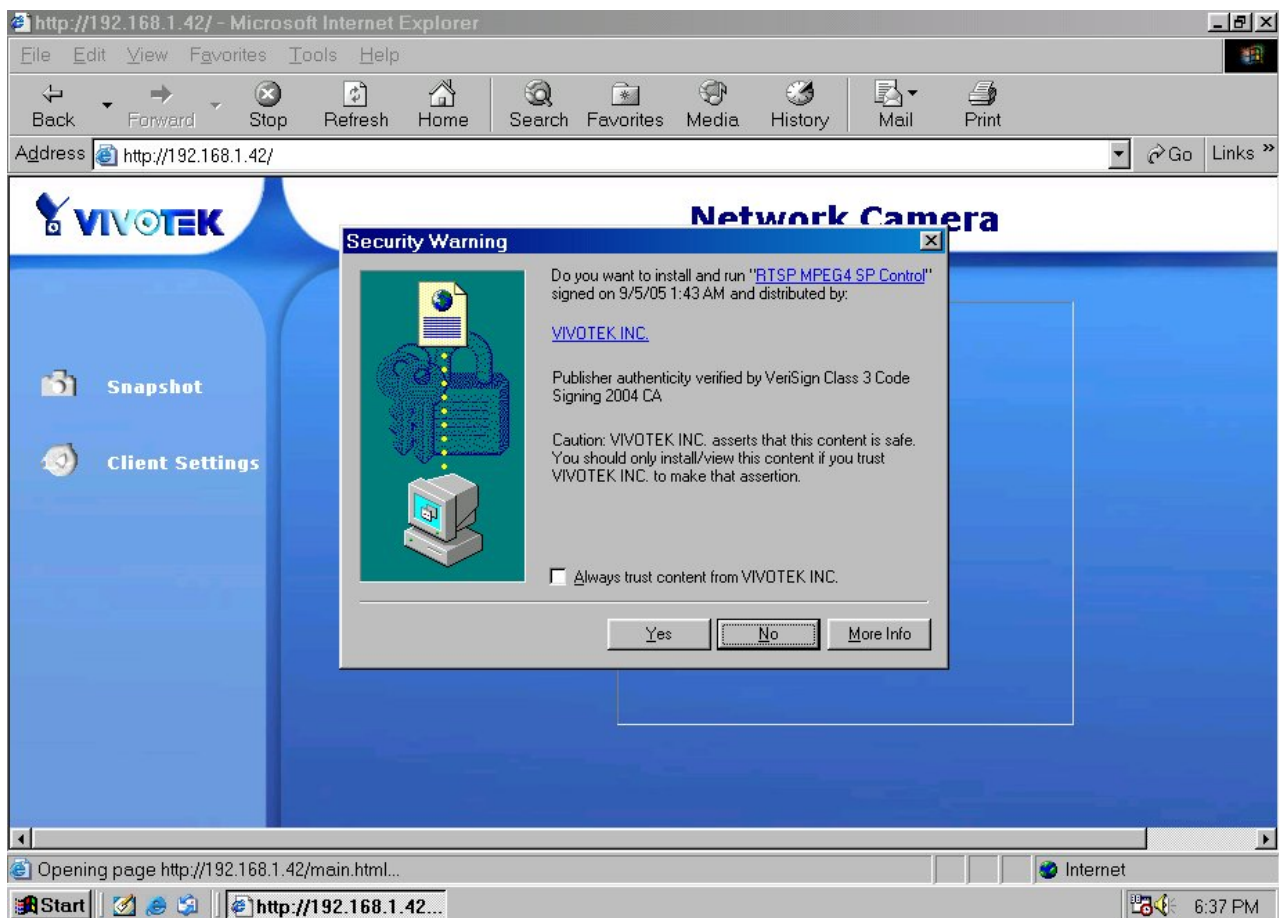 http://192.168.1.42/ - Microsoft Internet Explorer
File Edit View Favorites Tools Help
Back Forward Stop Refresh Home Search Favorites Media History Mail Print
Address http://192.168.1.42/ Go Links »
VIVOTEK
Network Camera
Snapshot
Client Settings
Security Warning
Do you want to install and run "RTSP MPEG4 SP Control"
signed on 9/5/05 1:43 AM and distributed by:
VIVOTEK INC.
Publisher authenticity verified by VeriSign Class 3 Code
Signing 2004 CA
Caution: VIVOTEK INC. asserts that this content is safe.
You should only install/view this content if you trust
VIVOTEK INC. to make that assertion.
Always trust content from VIVOTEK INC.
Yes No More Info
Opening page http://192.168.1.42/main.html... Internet
Start http://192.168.1.42... 6:37 PM